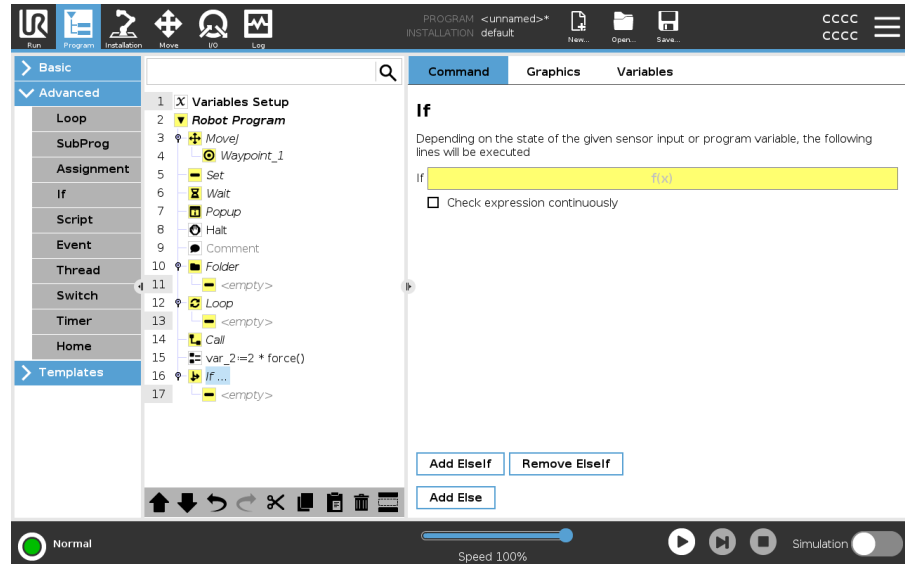 PROGRAM <unnamed>*
INSTALLATION default
CCCC
CCCC
UR
Run
Program
Installation
Move
I/O
Log
New...
Open...
Save...
Basic
Advanced
Loop
SubProg
Assignment
If
Script
Event
Thread
Switch
Timer
Home
Templates
1 X Variables Setup
2 Robot Program
3 MoveJ
4 Waypoint_1
5 Set
6 Wait
7 Popup
8 Halt
9 Comment
10 Folder
11 <empty>
12 Loop
13 <empty>
14 Call
15 var_2:=2 * force()
16 If ...
17 <empty>
Command Graphics Variables
If
Depending on the state of the given sensor input or program variable, the following
lines will be executed
If f(x)
Check expression continuously
Add ElseIf Remove ElseIf
Add Else
Normal
Speed 100%
Simulation